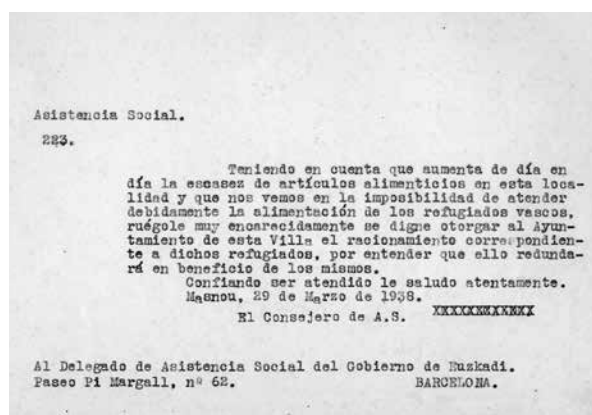 Asistencia Social.
223.
Teniendo en cuenta que aumenta de día en
día la escasez de artículos alimenticios en esta loca-
lidad y que nos vemos en la imposibilidad de atender
debidamente la alimentación de los refugiados vascos,
ruégole muy encarecidamente se digne otorgar al Ayun-
tamiento de esta Villa el racionamiento correspondien-
te a dichos refugiados, por entender que ello redunda-
rá en beneficio de los mismos.
Confiando ser atendido le saludo atentamente.
Masnou, 29 de Marzo de 1938.
El Consejero de A.S. XXXXXXXXXXXX
Al Delegado de Asistencia Social del Gobierno de Euzkadi.
Paseo Pi Margall, nº 62. BARCELONA.